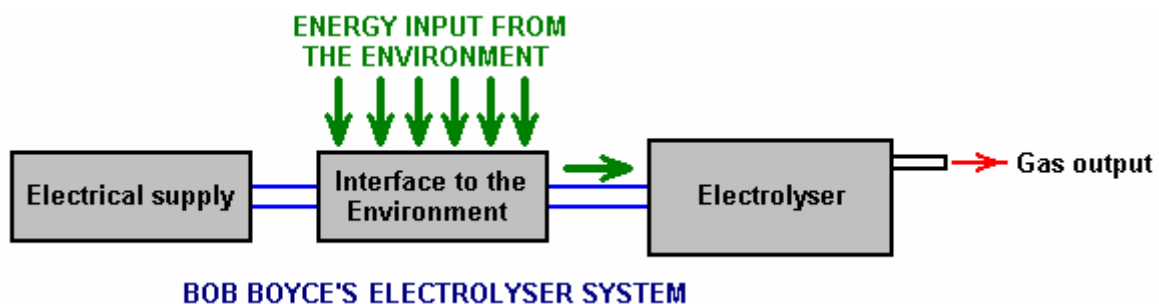 ENERGY INPUT FROM
THE ENVIRONMENT
Electrical supply
Interface to the
Environment
Electrolyser
Gas output
BOB BOYCE'S ELECTROLYSER SYSTEM